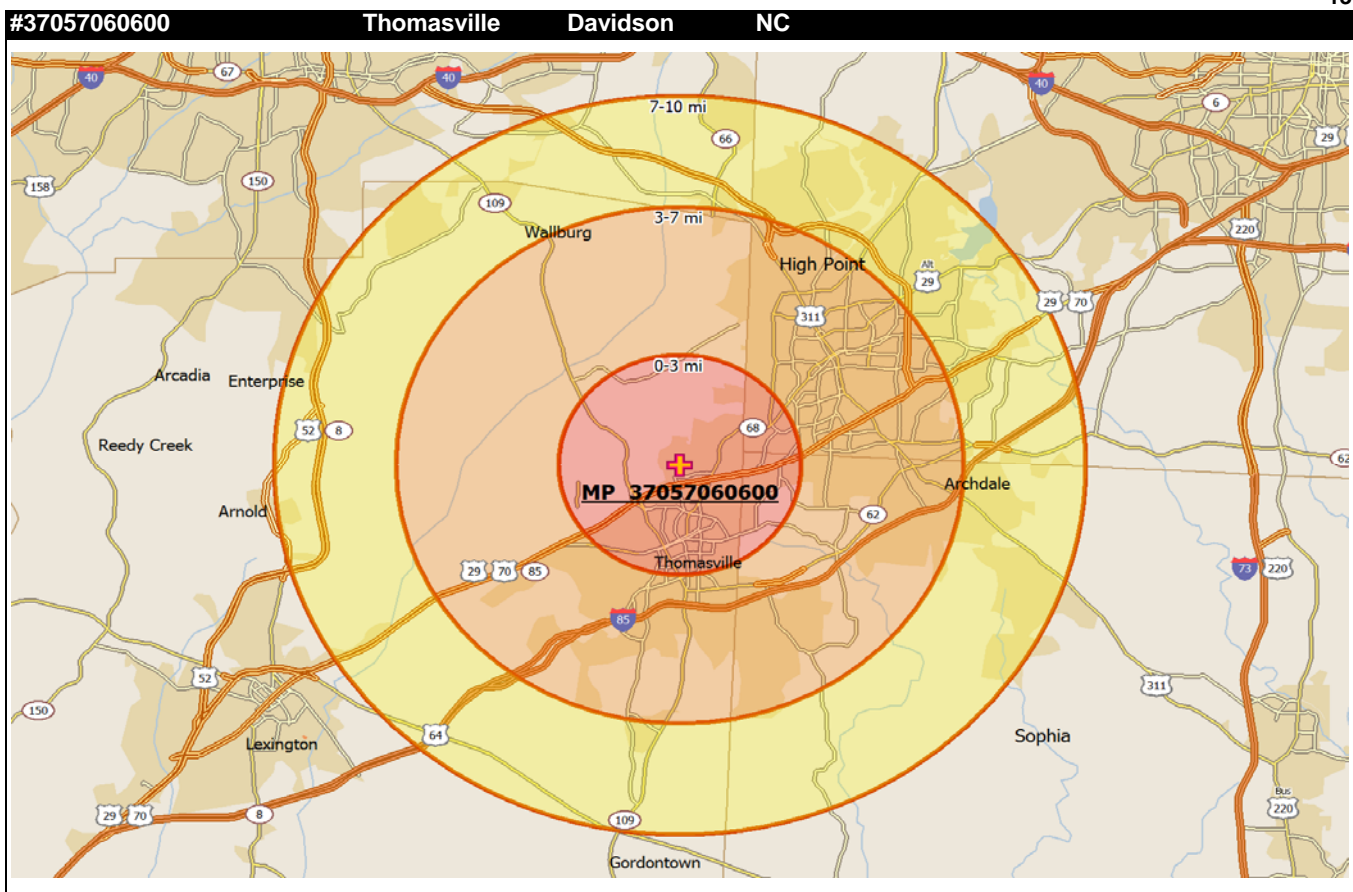 #37057060600 Thomasville Davidson NC
40
67
40
40
6
7-10 mi
66
29
158
150
109
3-7 mi
220
Wallburg
High Point
Alt
29
29 70
311
0-3 mi
Arcadia
Enterprise
68
52 8
Reedy Creek
62
MP 37057060600
Archdale
Arnold
62
Thomasville
29 70 85
73 220
85
52
311
150
64
Sophia
Lexington
Bus
220
29 70
8
109
Gordontown